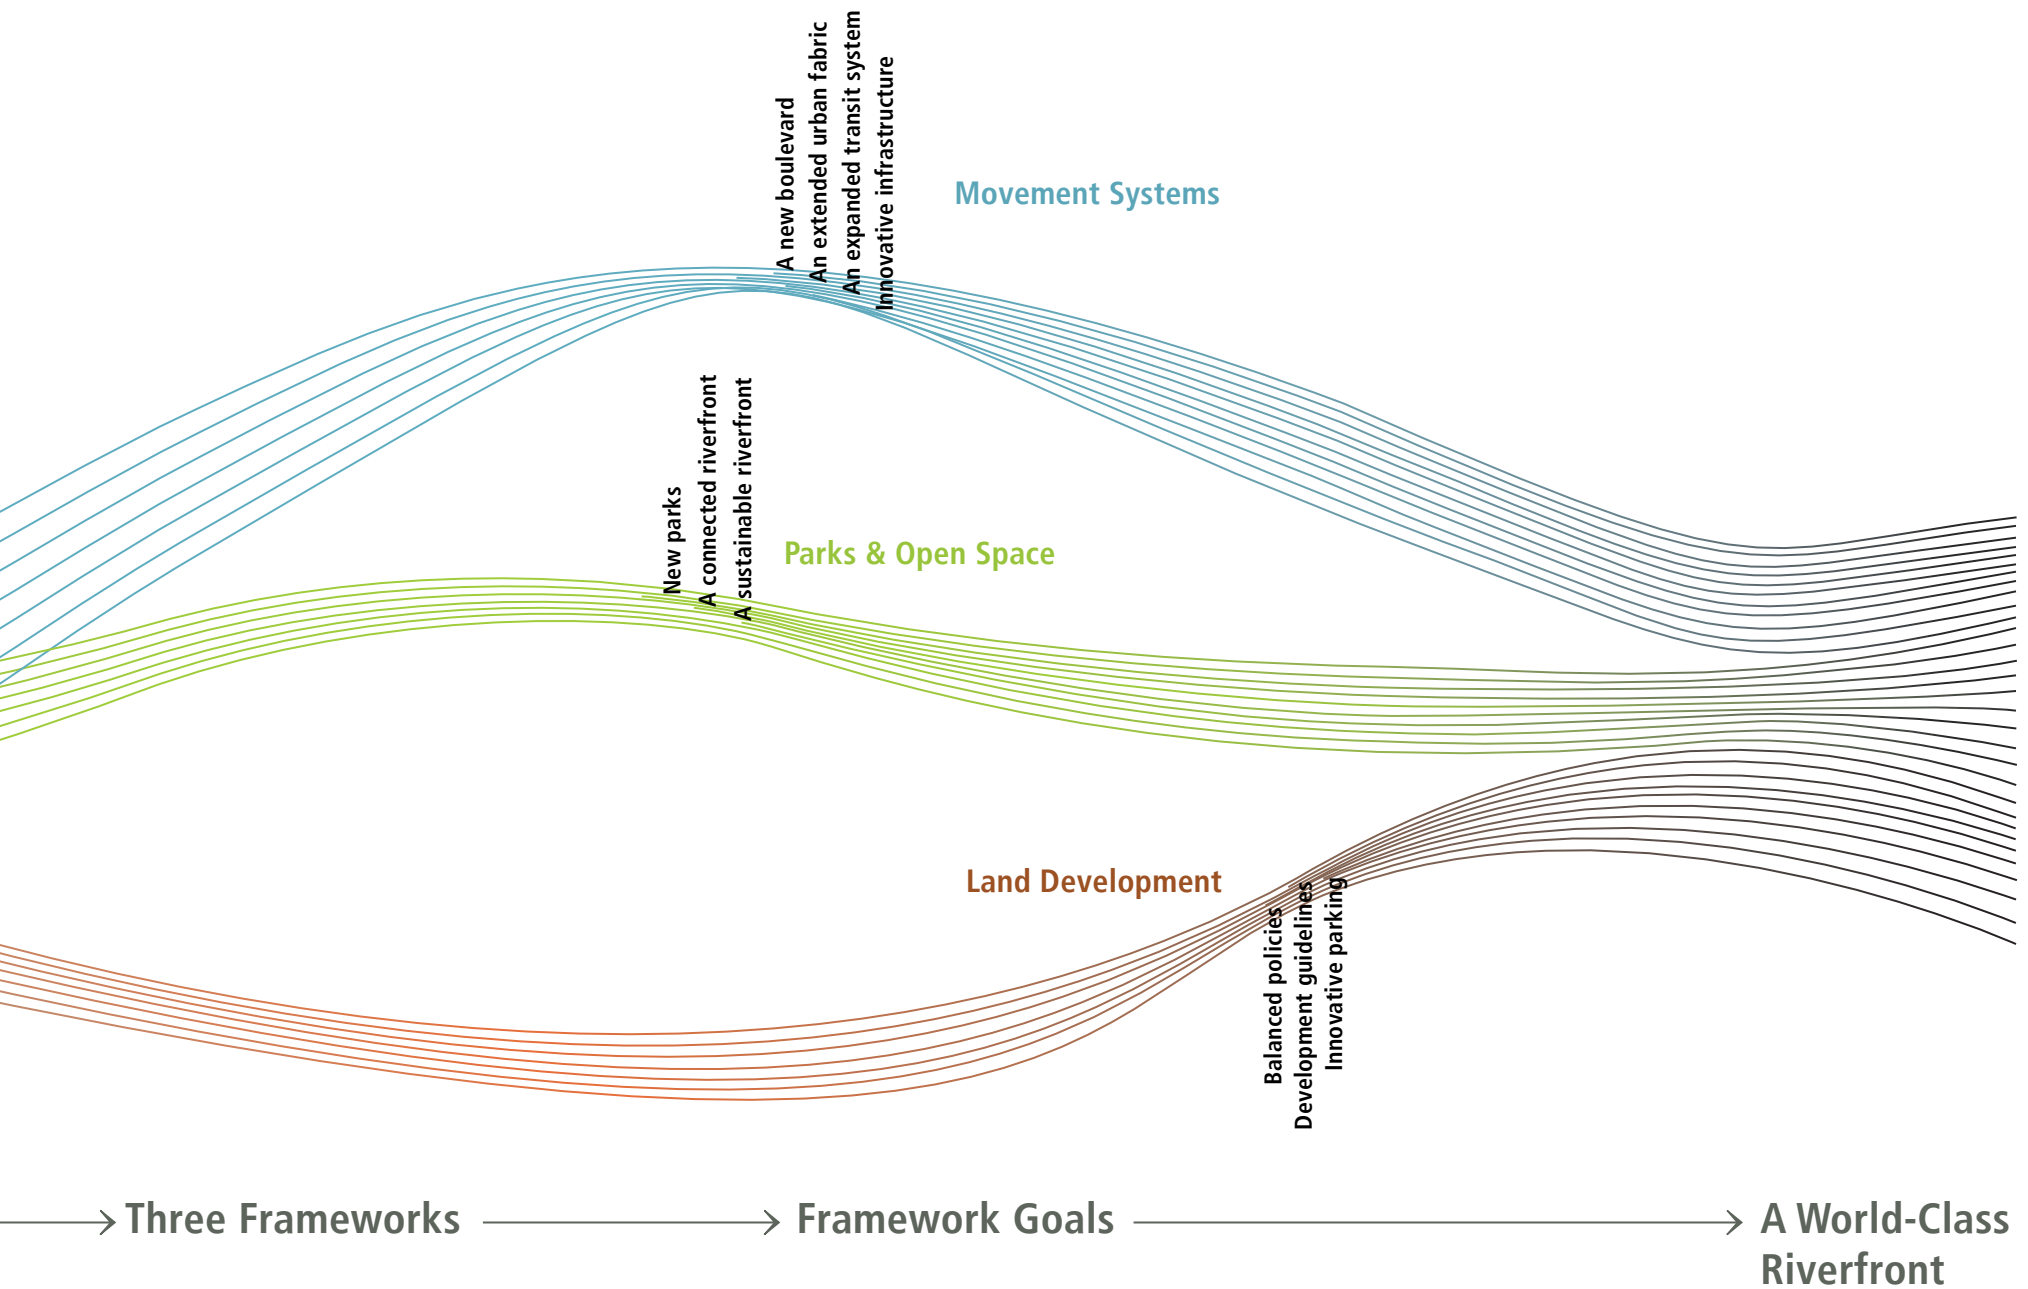 A new boulevard
An extended urban fabric
An expanded transit system
Innovative infrastructure
Movement Systems
New parks
A connected riverfront
A sustainable riverfront
Parks & Open Space
Land Development
Balanced policies
Development guidelines
Innovative parking
Three Frameworks
Framework Goals
A World-Class
Riverfront